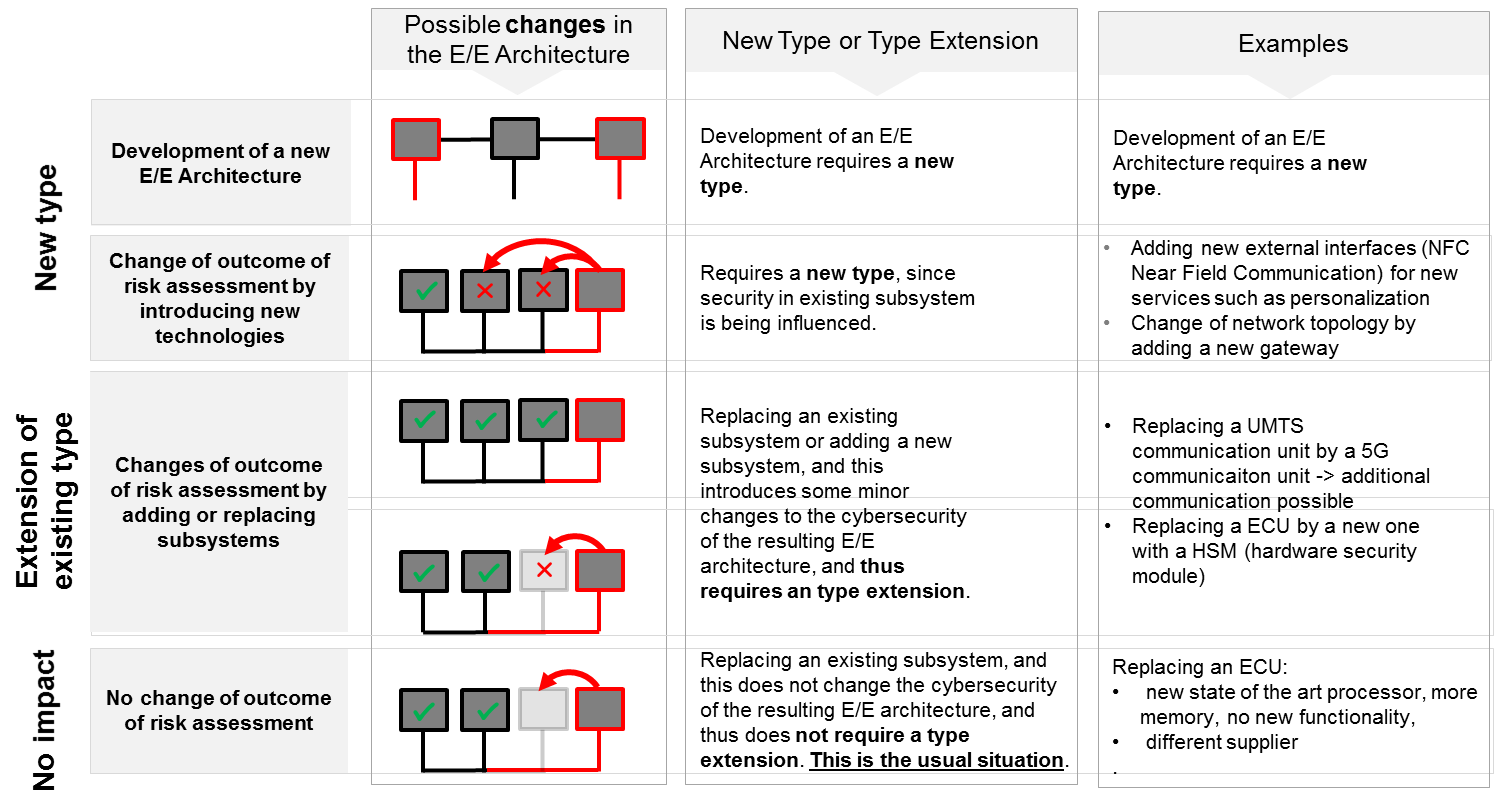 Possible changes in
the E/E Architecture
New Type or Type Extension
Examples
New type
Development of a new
E/E Architecture
Development of an E/E
Architecture requires a new
type.
Development of an E/E
Architecture requires a new
type.
Change of outcome of
risk assessment by
introducing new
technologies
Requires a new type, since
security in existing subsystem
is being influenced.
• Adding new external interfaces (NFC
Near Field Communication) for new
services such as personalization
• Change of network topology by
adding a new gateway
Extension of
existing type
Changes of outcome
of risk assessment by
adding or replacing
subsystems
Replacing an existing
subsystem or adding a new
subsystem, and this
introduces some minor
changes to the cybersecurity
of the resulting E/E
architecture, and thus
requires an type extension.
• Replacing a UMTS
communication unit by a 5G
communicaiton unit -> additional
communication possible
• Replacing a ECU by a new one
with a HSM (hardware security
module)
No impact
No change of outcome
of risk assessment
Replacing an existing subsystem, and
this does not change the cybersecurity
of the resulting E/E architecture, and
thus does not require a type
extension. This is the usual situation.
Replacing an ECU:
• new state of the art processor, more
memory, no new functionality,
• different supplier
.